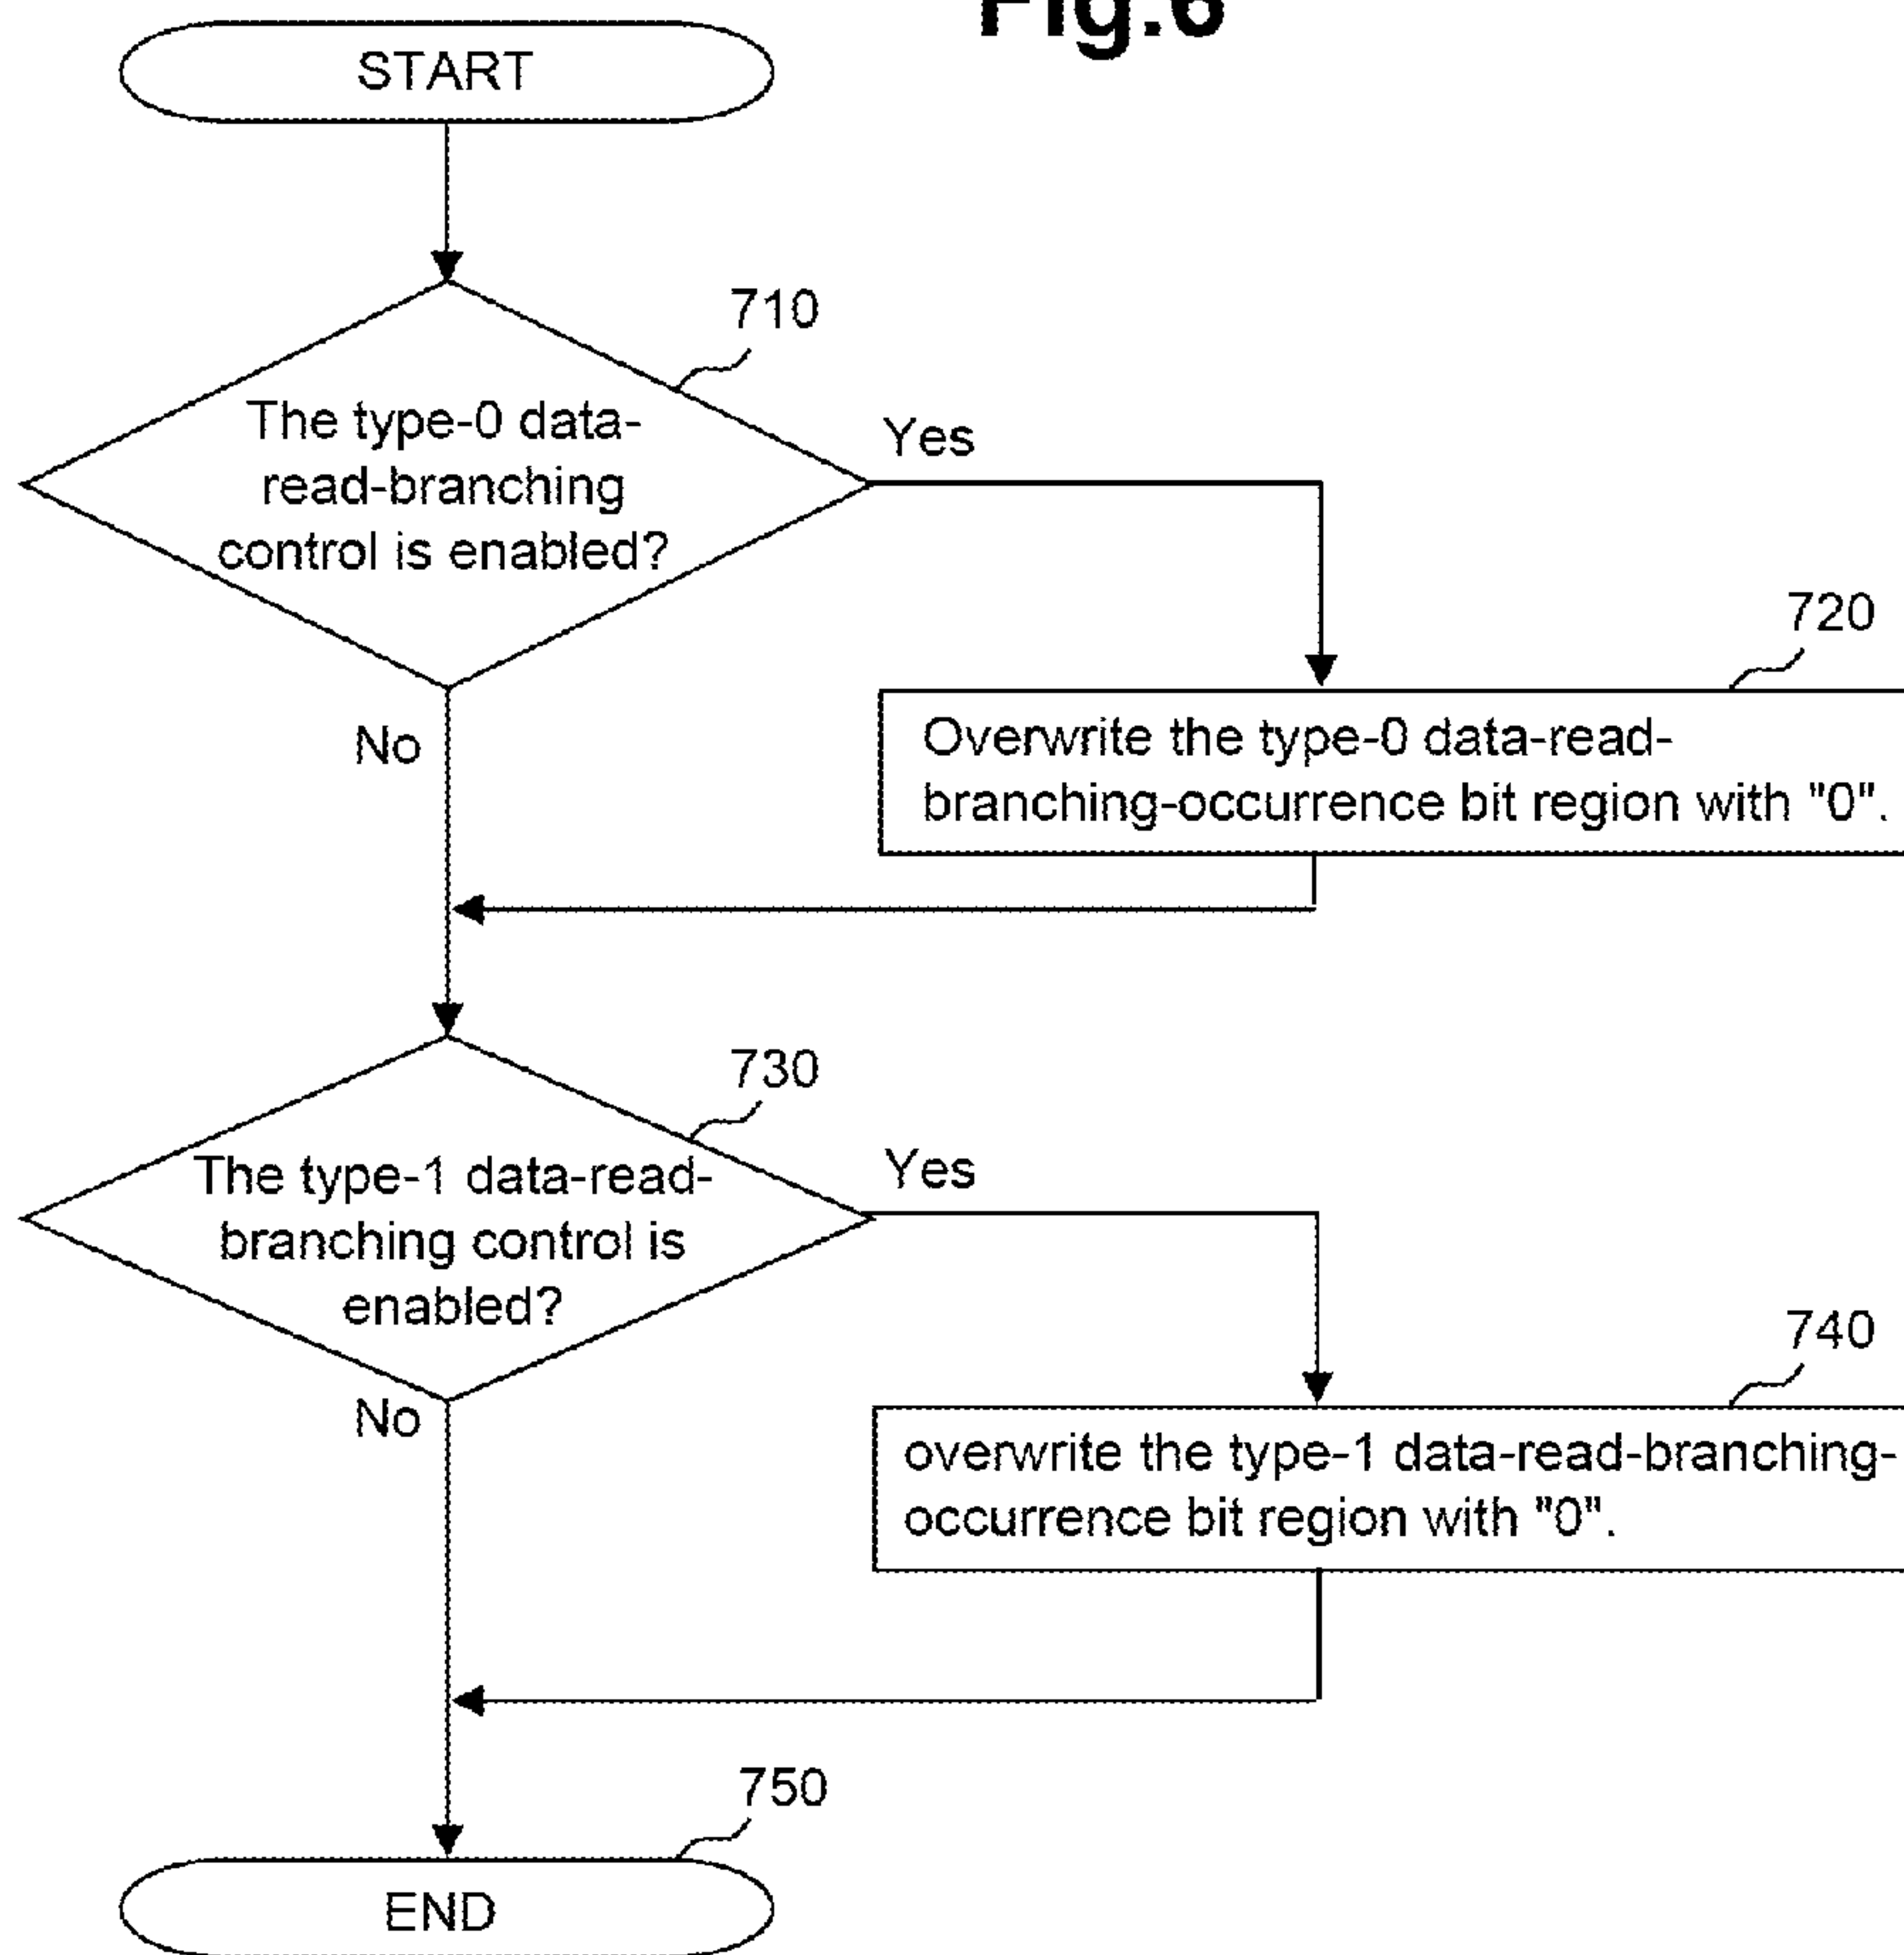 Fig.6
START
710
The type-0 data-
read-branching
control is enabled?
Yes
No
720
Overwrite the type-0 data-read-
branching-occurrence bit region with "0".
730
The type-1 data-read-
branching control is
enabled?
Yes
No
740
overwrite the type-1 data-read-branching-
occurrence bit region with "0".
750
END